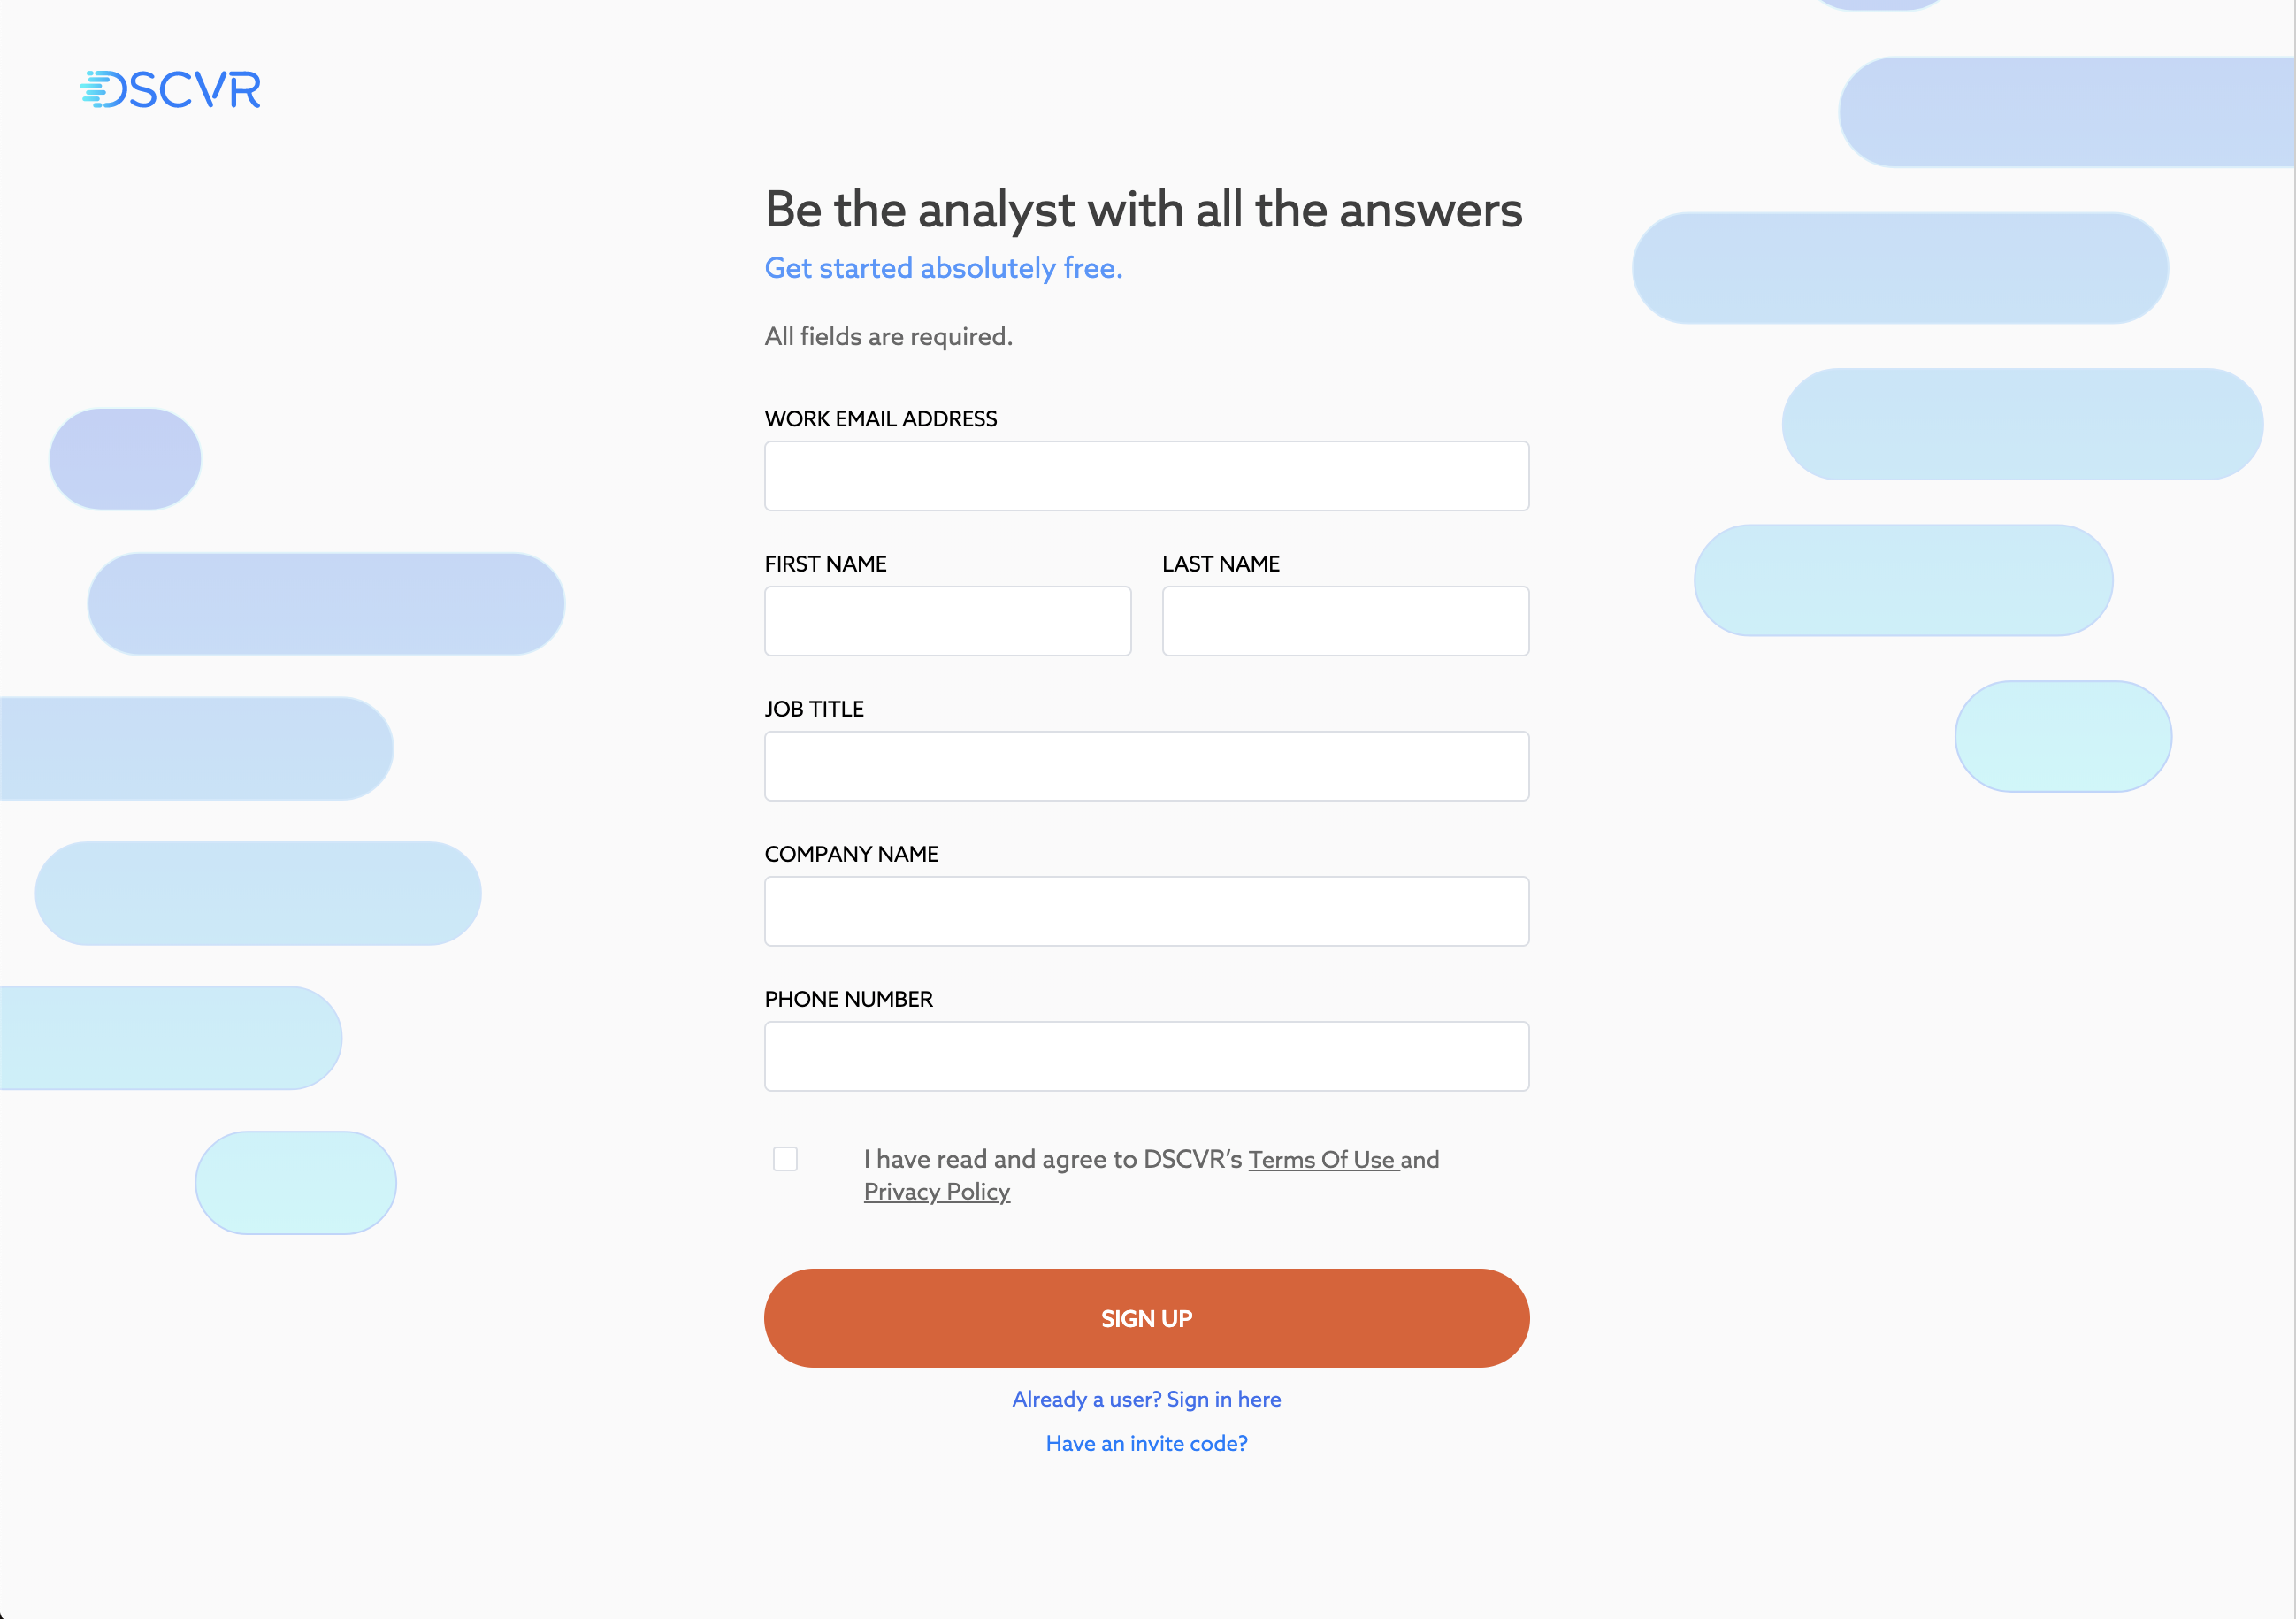 DSCVR
Be the analyst with all the answers
Get started absolutely free.
All fields are required.
WORK EMAIL ADDRESS
FIRST NAME
LAST NAME
JOB TITLE
COMPANY NAME
PHONE NUMBER
I have read and agree to DSCVR’s Terms Of Use and
Privacy Policy
SIGN UP
Already a user? Sign in here
Have an invite code?